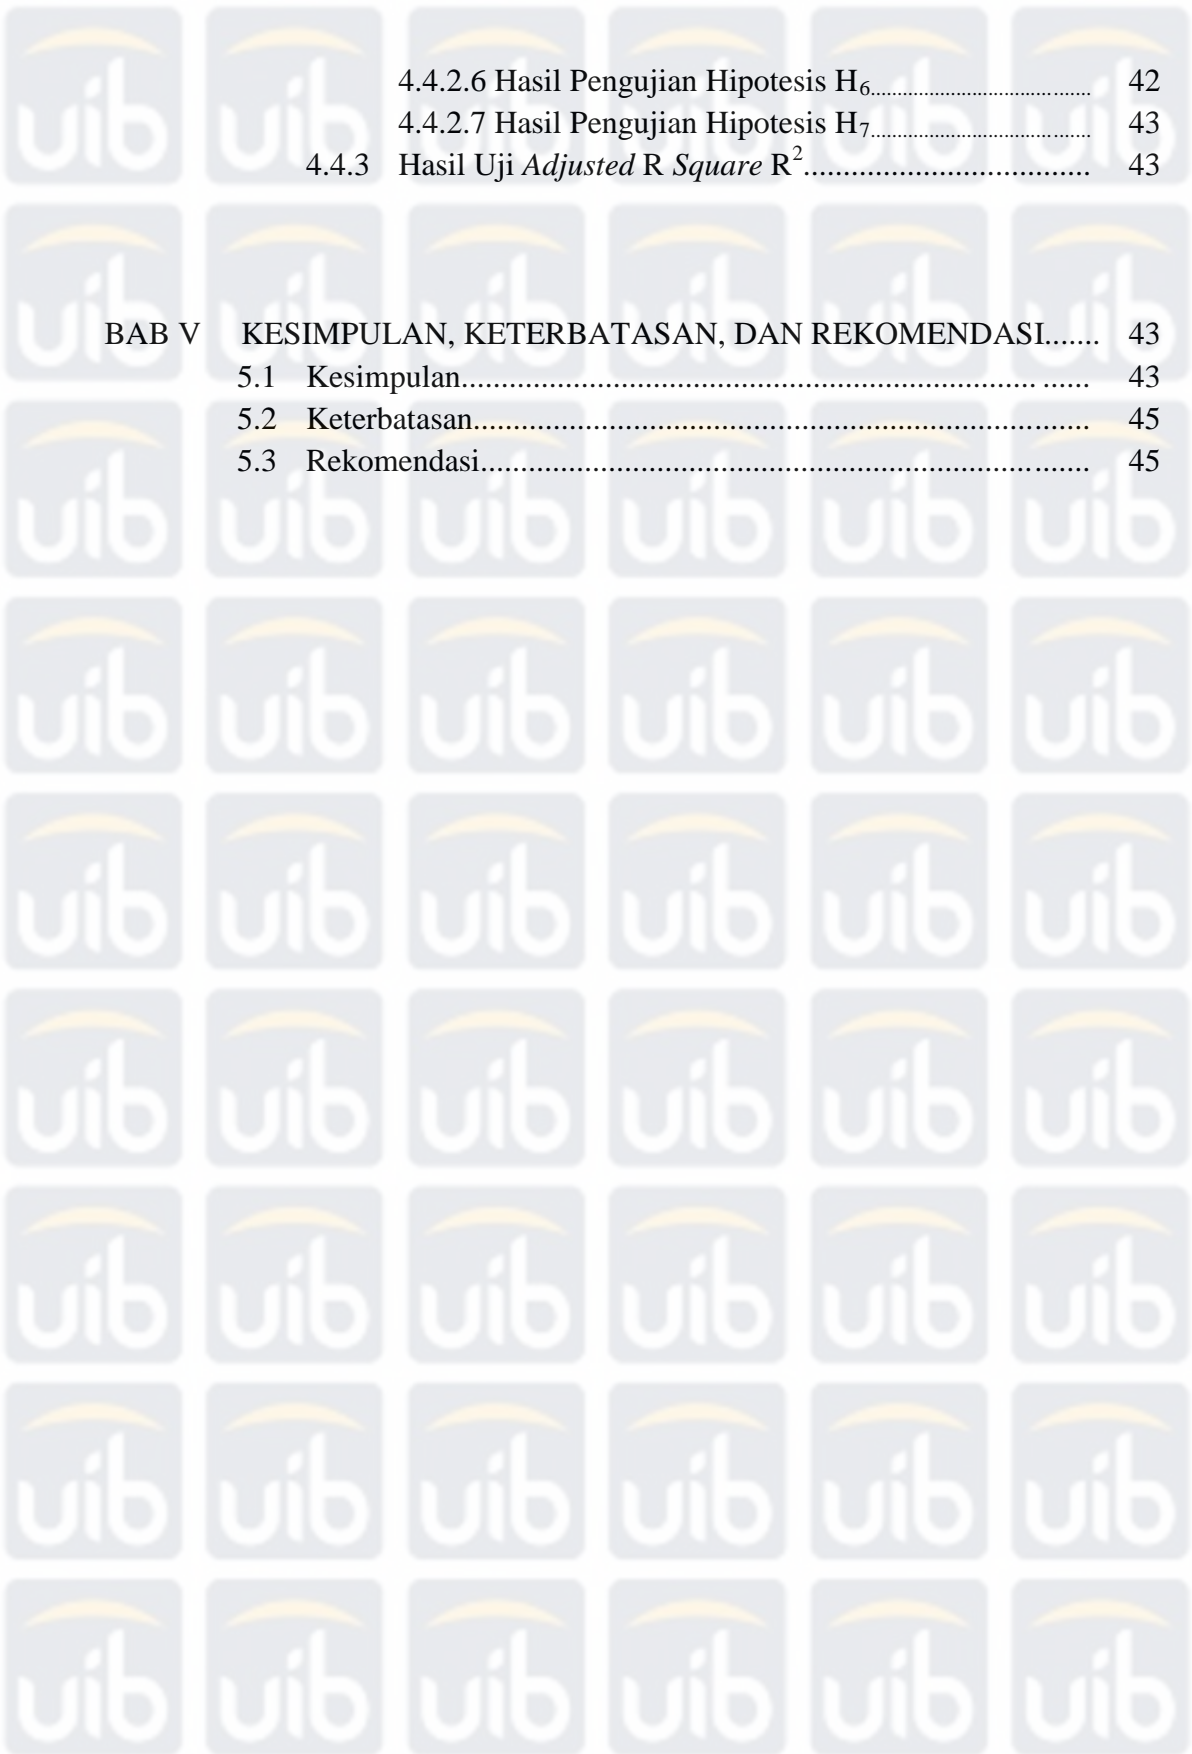 4.4.2.6 Hasil Pengujian Hipotesis H₆.......................................... 42
4.4.2.7 Hasil Pengujian Hipotesis H₇.......................................... 43
4.4.3 Hasil Uji Adjusted R Square R².................................... 43
BAB V KESIMPULAN, KETERBATASAN, DAN REKOMENDASI....... 43
5.1 Kesimpulan........................................................................ ...... 43
5.2 Keterbatasan.............................................................................. 45
5.3 Rekomendasi............................................................................. 45